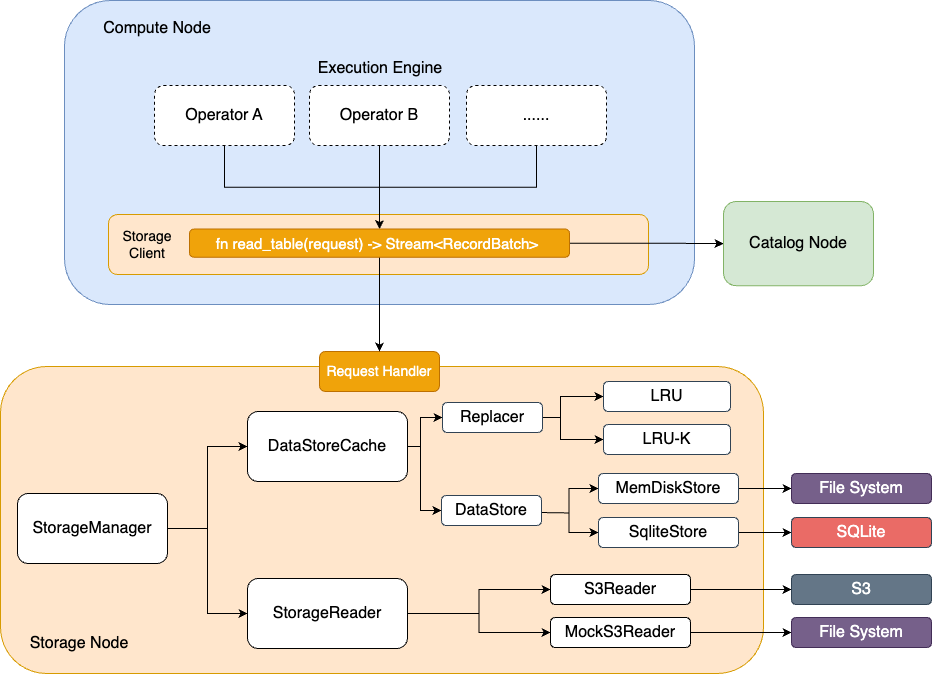 Compute Node
Execution Engine
Operator A
Operator B
......
Storage
Client
fn read_table(request) -> Stream<RecordBatch>
Catalog Node
Request Handler
LRU
Replacer
LRU-K
DataStoreCache
MemDiskStore
File System
DataStore
StorageManager
SqliteStore
SQLite
S3Reader
S3
StorageReader
MockS3Reader
File System
Storage Node